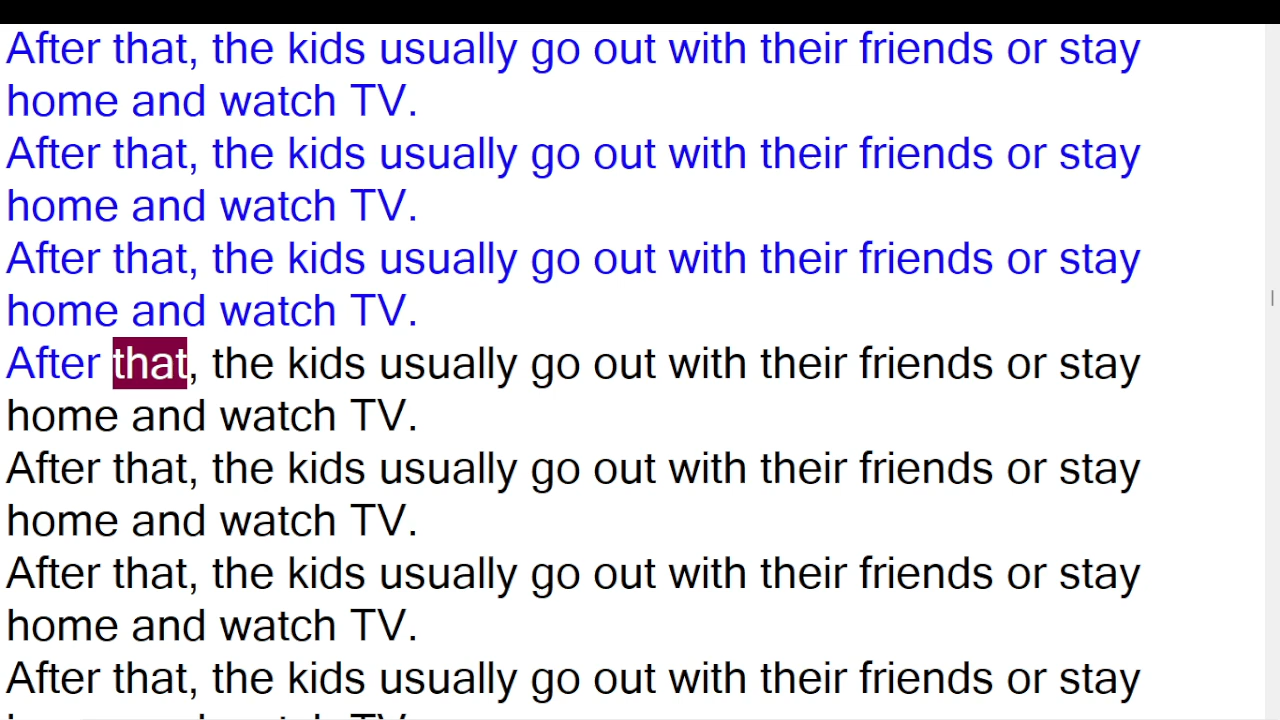 After that, the kids usually go out with their friends or stay
home and watch TV.
After that, the kids usually go out with their friends or stay
home and watch TV.
After that, the kids usually go out with their friends or stay
home and watch TV.
After that, the kids usually go out with their friends or stay
home and watch TV.
After that, the kids usually go out with their friends or stay
home and watch TV.
After that, the kids usually go out with their friends or stay
home and watch TV.
After that, the kids usually go out with their friends or stay